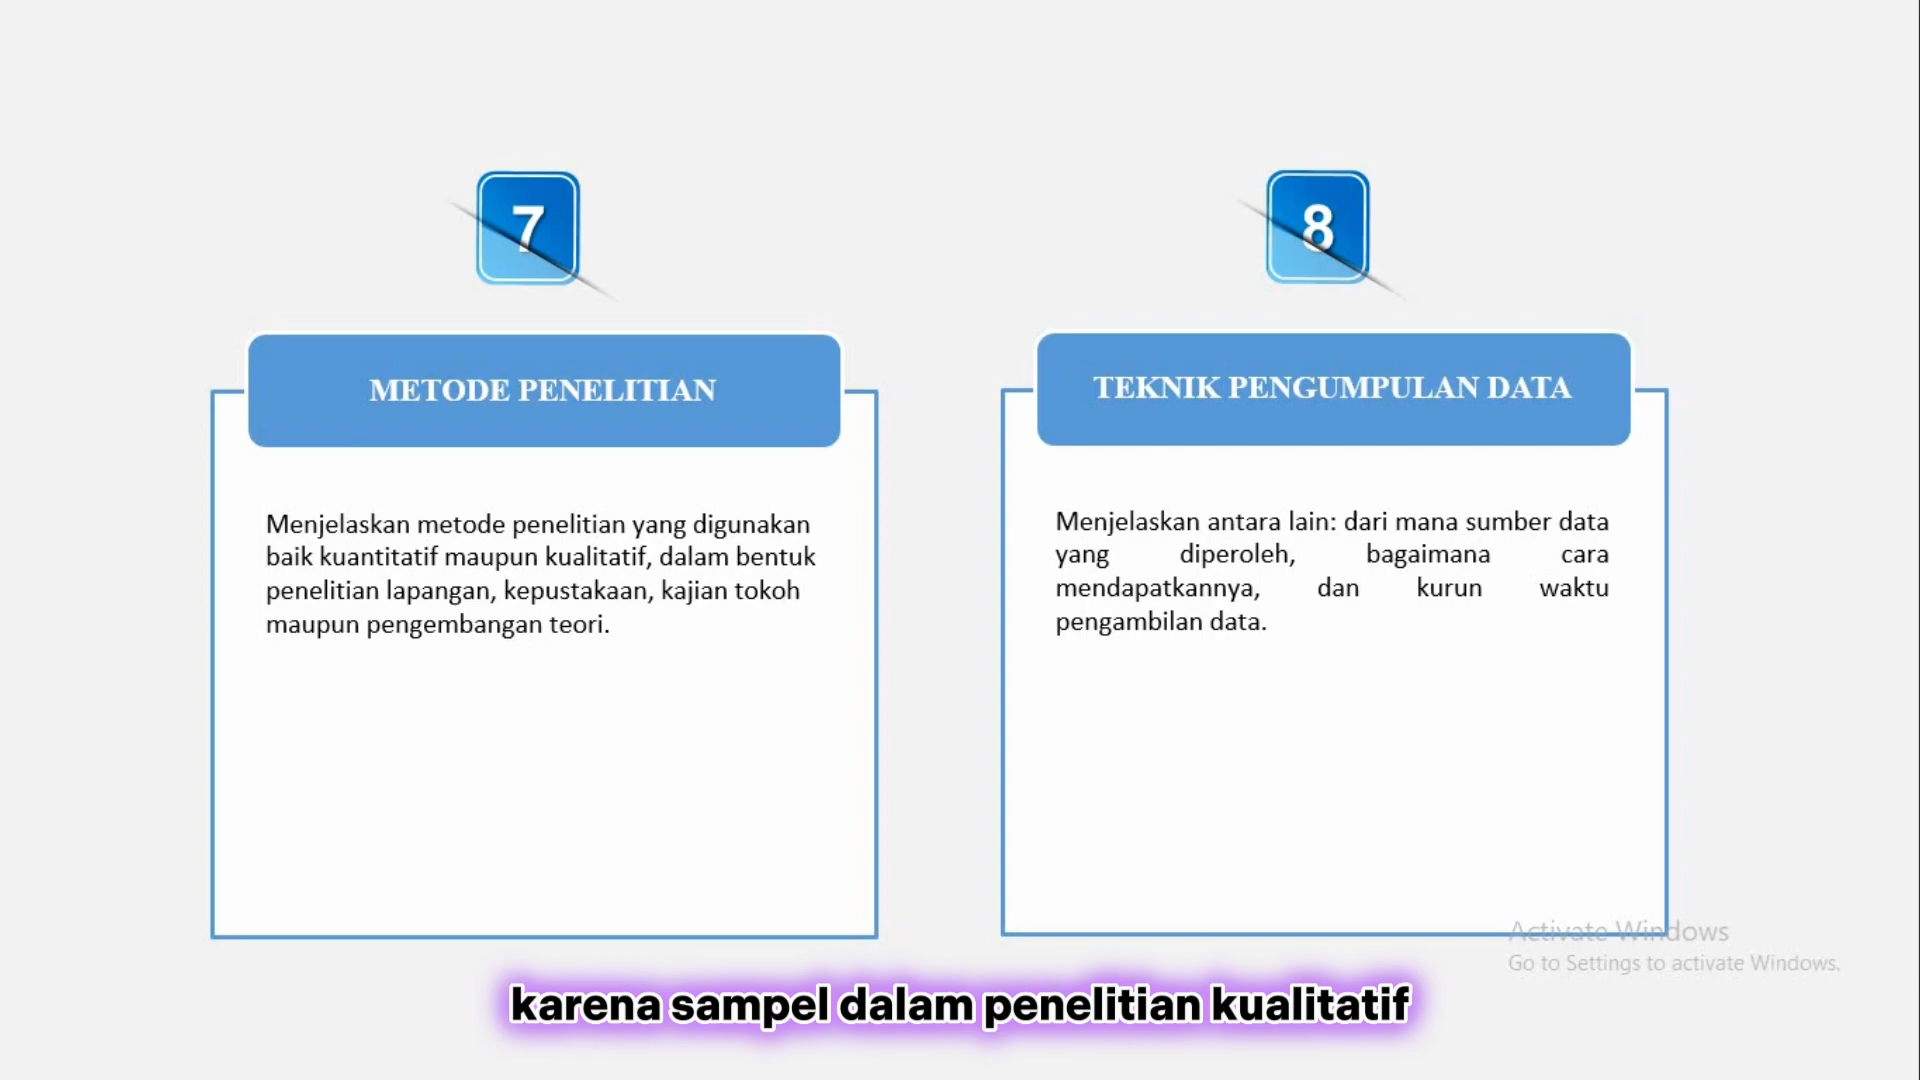 7
METODE PENELITIAN
Menjelaskan metode penelitian yang digunakan
baik kuantitatif maupun kualitatif, dalam bentuk
penelitian lapangan, kepustakaan, kajian tokoh
maupun pengembangan teori.
8
TEKNIK PENGUMPULAN DATA
Menjelaskan antara lain: dari mana sumber data
yang diperoleh, bagaimana cara
mendapatkannya, dan kurun waktu
pengambilan data.
Activate Windows
Go to Settings to activate Windows.
karena sampel dalam penelitian kualitatif